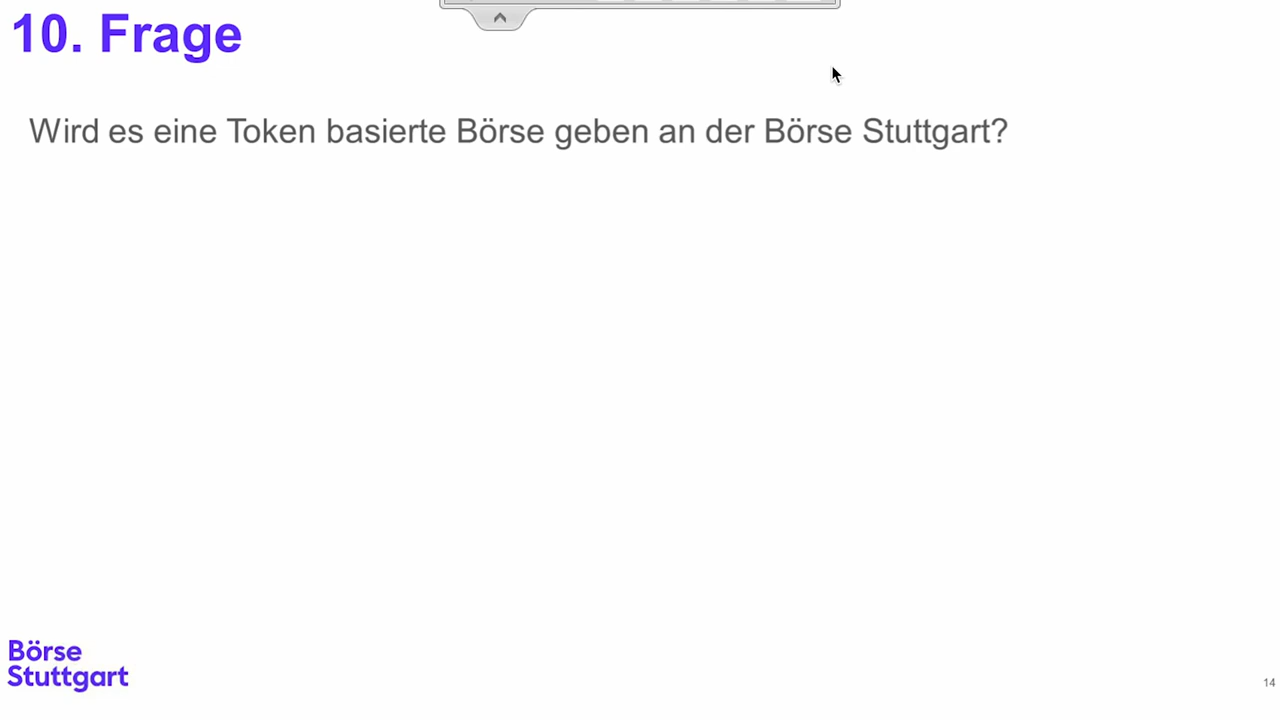 10. Frage
Wird es eine Token basierte Börse geben an der Börse Stuttgart?
Börse
Stuttgart
14